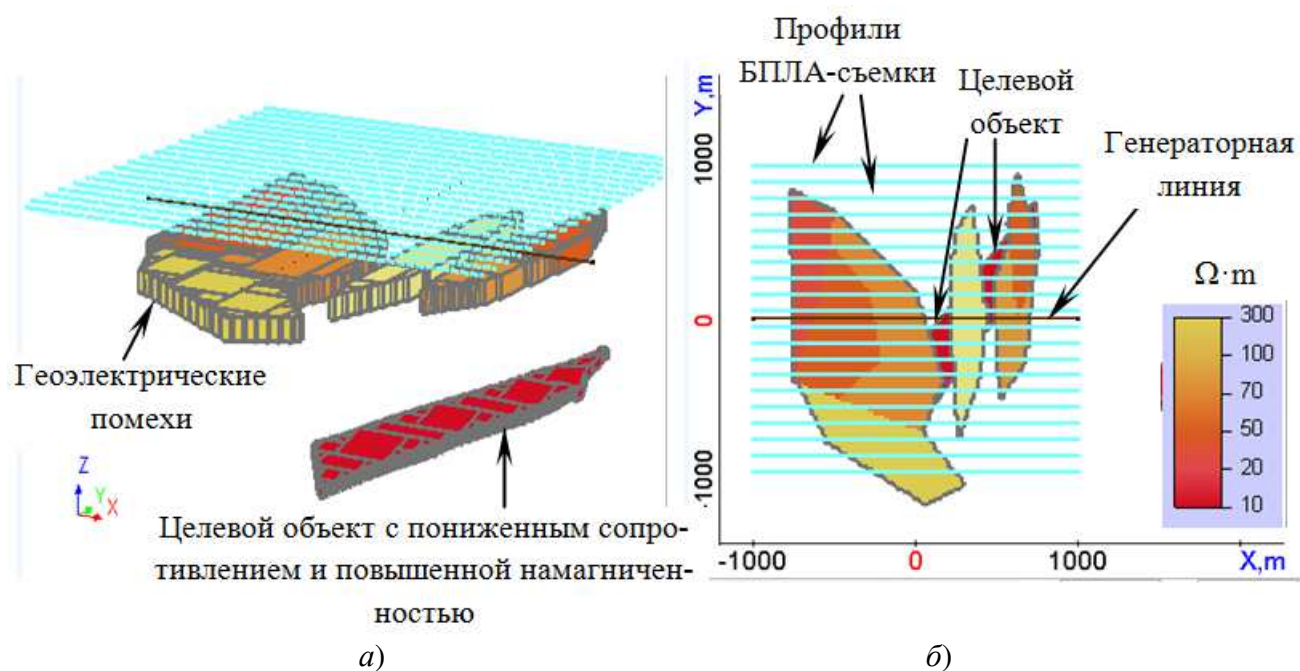 Профили
БПЛА-съемки
Целевой
объект
Генераторная
линия
Y,m
1000
0
-1000
Ω·m
300
100
70
50
20
10
Геоэлектрические
помехи
Z
Y
X
Целевой объект с пониженным сопро-
тивлением и повышенной намагничен-
ностью
-1000
0
1000
X,m
а)
б)